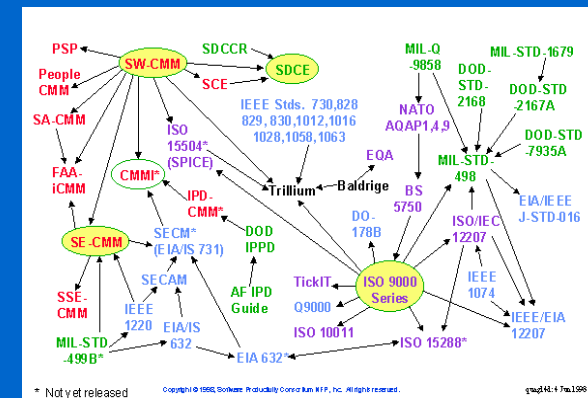 PSP
SDCCR
MIL-Q
-9858
MIL-STD-1679
SW-CMM
SDCE
DOD-
STD-
2168
People
CMM
SCE
DOD-STD
-2167A
IEEE Stds. 730,828
829, 830,1012,1016
1028,1058,1063
NATO
AQAP1,4,9
SA-CMM
ISO
15504*
(SPICE)
DOD-STD
-7935A
EQA
MIL-STD-
498
FAA-
iCMM
CMMI*
Trillium
Baldrige
IPD-
CMM*
BS
5750
EIA/IEEE
J-STD-016
DO-
178B
ISO/IEC
12207
SE-CMM
SECM*
(EIA/IS 731)
DOD
IPPD
SECAM
TickIT
ISO 9000
Series
IEEE
1074
SSE-
CMM
IEEE
1220
AF IPD
Guide
Q9000
EIA/IS
632
IEEE/EIA
12207
MIL-STD
-499B*
ISO 10011
EIA 632*
ISO 15288*
* Not yet released
Copyright © 1998, Software Productivity Consortium NFP, Inc. All rights reserved.